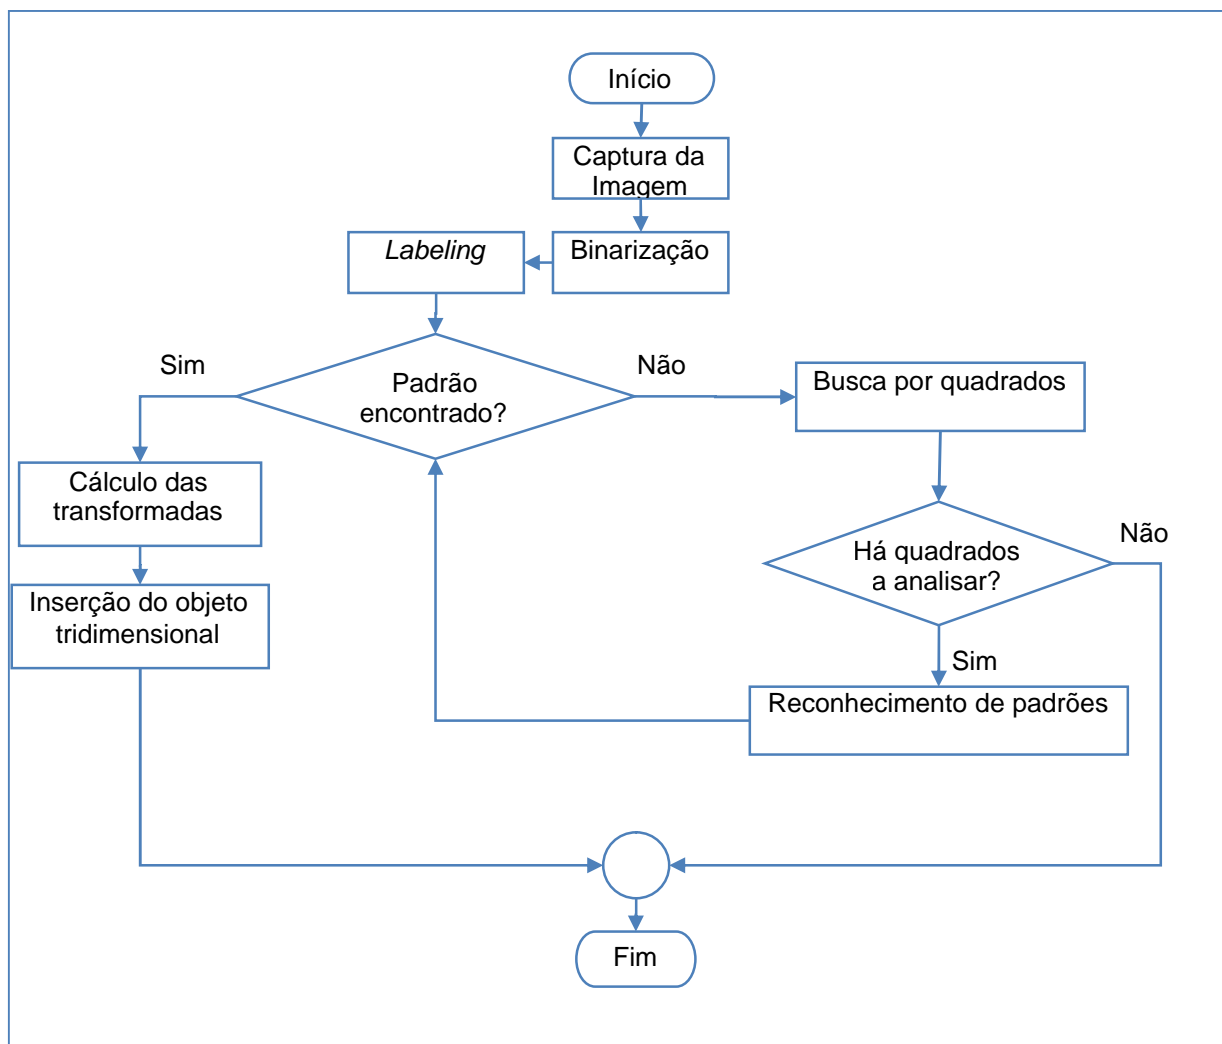 Início
Captura da
Imagem
Labeling
Binarização
Sim
Padrão
encontrado?
Não
Busca por quadrados
Cálculo das
transformadas
Há quadrados
a analisar?
Não
Inserção do objeto
tridimensional
Sim
Reconhecimento de padrões
Fim